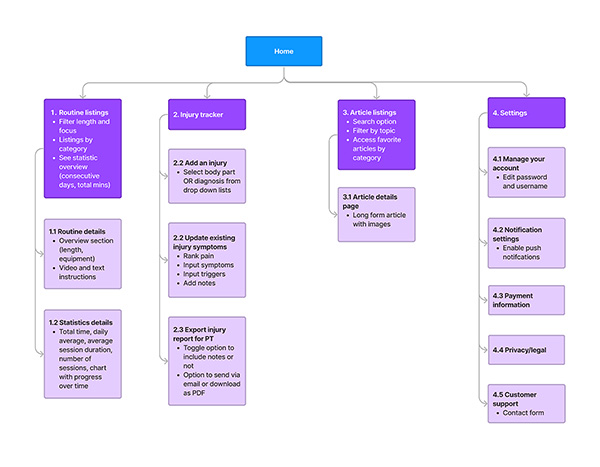 Home
1. Routine listings
• Filter length and
focus
• Listings by
category
• See statistic
overview
(consecutive
days, total mins)
1.1 Routine details
• Overview section
(length,
equipment)
• Video and text
instructions
1.2 Statistics details
• Total time, daily
average, average
session duration,
number of
sessions, chart
with progress
over time
2. Injury tracker
2.2 Add an injury
• Select body part
OR diagnosis from
drop down lists
2.2 Update existing
injury symptoms
• Rank pain
• Input symptoms
• Input triggers
• Add notes
2.3 Export injury
report for PT
• Toggle option to
include notes or
not
• Option to send via
email or download
as PDF
3. Article listings
• Search option
• Filter by topic
• Access favorite
articles by
category
3.1 Article details
page
• Long form article
with images
4. Settings
4.1 Manage your
account
• Edit password
and username
4.2 Notification
settings
• Enable push
notifcations
4.3 Payment
information
4.4 Privacy/legal
4.5 Customer
support
• Contact form